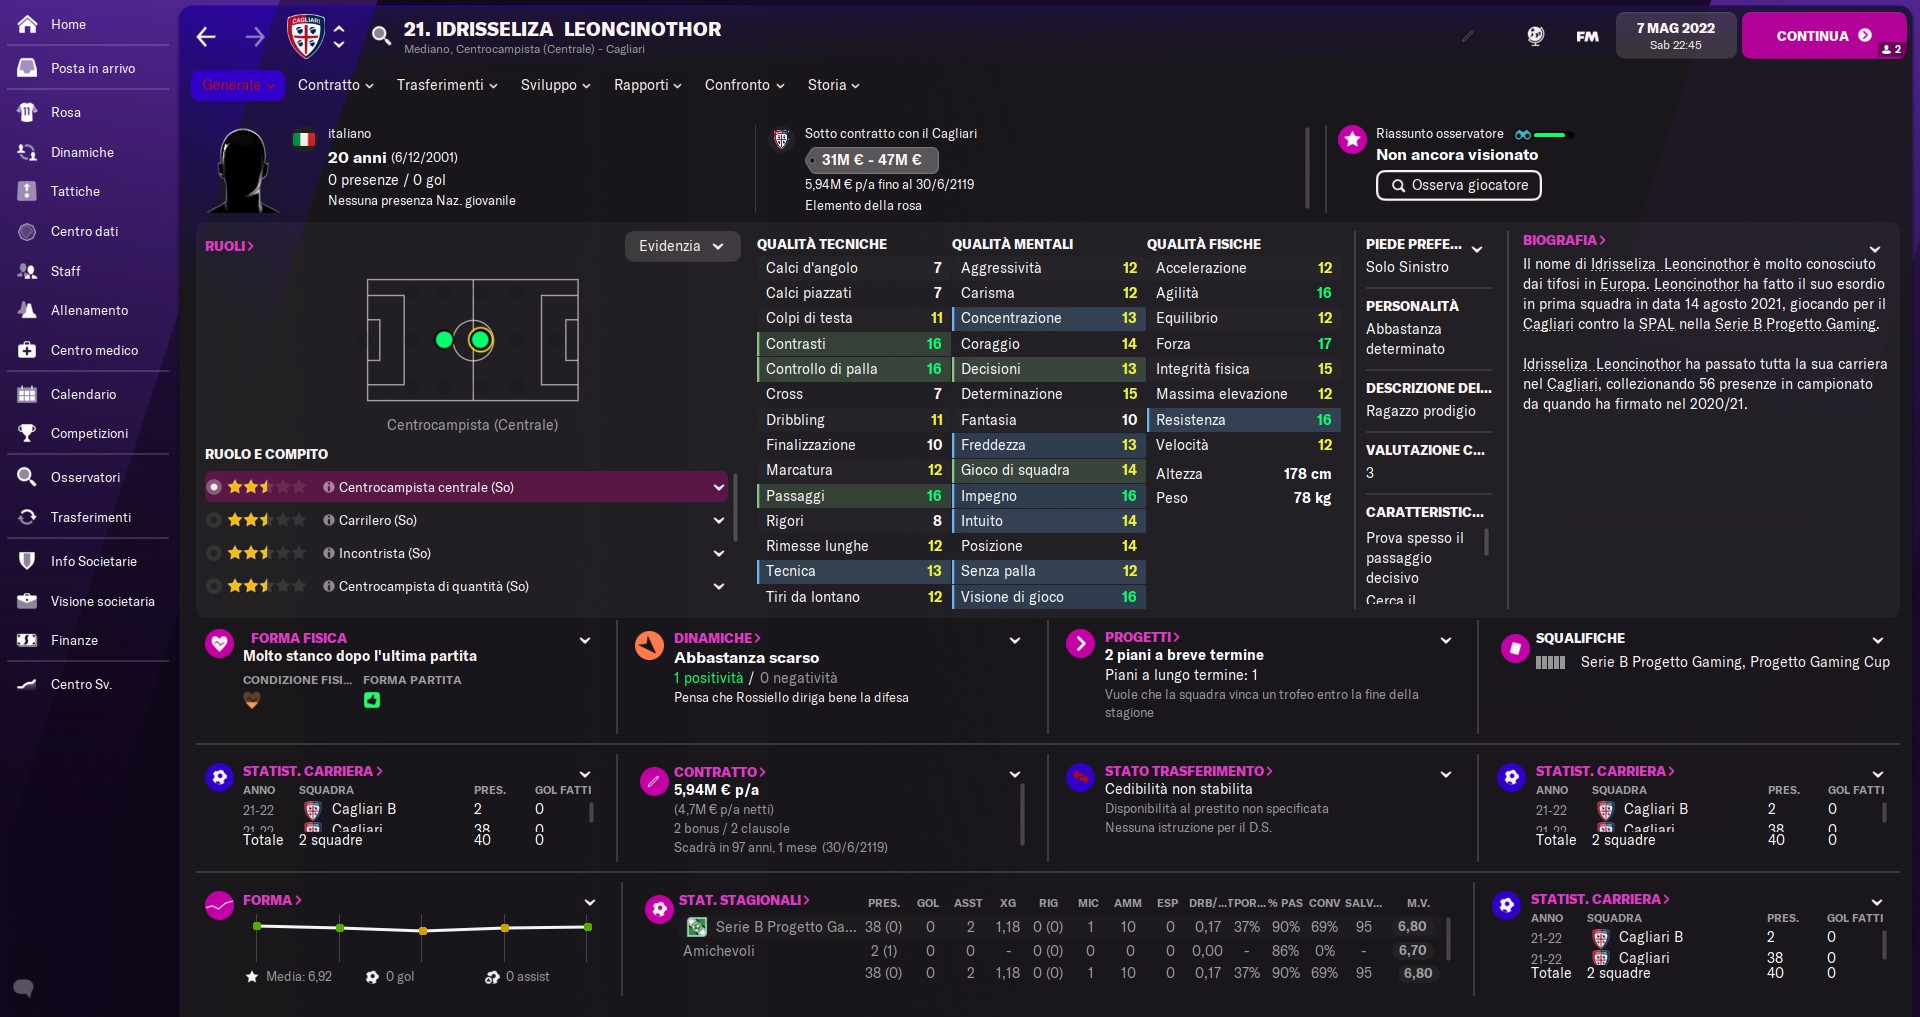 Home
Posta in arrivo
Rosa
Dinamiche
Tattiche
Centro dati
Staff
Allenamento
Centro medico
Calendario
Competizioni
Osservatori
Trasferimenti
Info Societarie
Visione societaria
Finanze
Centro Sv.
21. IDRISSELIZA LEONCINOTHOR
Mediano, Centrocampista (Centrale) - Cagliari
FM
7 MAG 2022
Sab 22:45
CONTINUA
2
Generale Contratto Trasferimenti Sviluppo Rapporti Confronto Storia
italiano
20 anni (6/12/2001)
0 presenze / 0 gol
Nessuna presenza Naz. giovanile
Sotto contratto con il Cagliari
31M € - 47M €
5,94M € p/a fino al 30/6/2119
Elemento della rosa
Riassunto osservatore
Non ancora visionato
Osserva giocatore
RUOLI
Evidenzia
Centrocampista (Centrale)
RUOLO E COMPITO
Centrocampista centrale (So)
Carrilero (So)
Incontrista (So)
Centrocampista di quantità (So)
QUALITÀ TECNICHE
Calci d'angolo 7
Calci piazzati 7
Colpi di testa 11
Contrasti 16
Controllo di palla 16
Cross 7
Dribbling 11
Finalizzazione 10
Marcatura 12
Passaggi 16
Rigori 8
Rimesse lunghe 12
Tecnica 13
Tiri da lontano 12
QUALITÀ MENTALI
Aggressività 12
Carisma 12
Concentrazione 13
Coraggio 14
Decisioni 13
Determinazione 15
Fantasia 10
Freddezza 13
Gioco di squadra 14
Impegno 16
Intuito 14
Posizione 14
Senza palla 12
Visione di gioco 16
QUALITÀ FISICHE
Accelerazione 12
Agilità 16
Equilibrio 12
Forza 17
Integrità fisica 15
Massima elevazione 12
Resistenza 16
Velocità 12
Altezza 178 cm
Peso 78 kg
PIEDE PREFE...
Solo Sinistro
PERSONALITÀ
Abbastanza
determinato
DESCRIZIONE DEI...
Ragazzo prodigio
VALUTAZIONE C...
3
CARATTERISTIC...
Prova spesso il
passaggio
decisivo
Cerca il
BIOGRAFIA
Il nome di Idrisseliza Leoncinothor è molto conosciuto
dai tifosi in Europa. Leoncinothor ha fatto il suo esordio
in prima squadra in data 14 agosto 2021, giocando per il
Cagliari contro la SPAL nella Serie B Progetto Gaming.
Idrisseliza Leoncinothor ha passato tutta la sua carriera
nel Cagliari, collezionando 56 presenze in campionato
da quando ha firmato nel 2020/21.
FORMA FISICA
Molto stanco dopo l'ultima partita
CONDIZIONE FISI... FORMA PARTITA
DINAMICHE
Abbastanza scarso
1 positività / 0 negatività
Pensa che Rossiello diriga bene la difesa
PROGETTI
2 piani a breve termine
Piani a lungo termine: 1
Vuole che la squadra vinca un trofeo entro la fine della
stagione
SQUALIFICHE
Serie B Progetto Gaming, Progetto Gaming Cup
STATIST. CARRIERA
ANNO SQUADRA PRES. GOL FATTI
21-22 Cagliari B 2 0
21-22 Cagliari 38 0
Totale 2 squadre 40 0
CONTRATTO
5,94M € p/a
(4,7M € p/a netti)
2 bonus / 2 clausole
Scadrà in 97 anni, 1 mese (30/6/2119)
STATO TRASFERIMENTO
Cedibilità non stabilita
Disponibilità al prestito non specificata
Nessuna istruzione per il D.S.
STATIST. CARRIERA
ANNO SQUADRA PRES. GOL FATTI
21-22 Cagliari B 2 0
21-22 Cagliari 38 0
Totale 2 squadre 40 0
FORMA
Media: 6,92 0 gol 0 assist
STAT. STAGIONALI
PRES. GOL ASST XG RIG MIC AMM ESP DRB/... TPOR... % PAS CONV SALV... M.V.
Serie B Progetto Ga... 38 (0) 0 2 1,18 0 (0) 1 10 0 0,17 37% 90% 69% 95 6,80
Amichevoli 2 (1) 0 0 - 0 (0) 0 0 0 0,00 - 86% 0% - 6,70
38 (0) 0 2 1,18 0 (0) 1 10 0 0,17 37% 90% 69% 95 6,80
STATIST. CARRIERA
ANNO SQUADRA PRES. GOL FATTI
21-22 Cagliari B 2 0
21-22 Cagliari 38 0
Totale 2 squadre 40 0